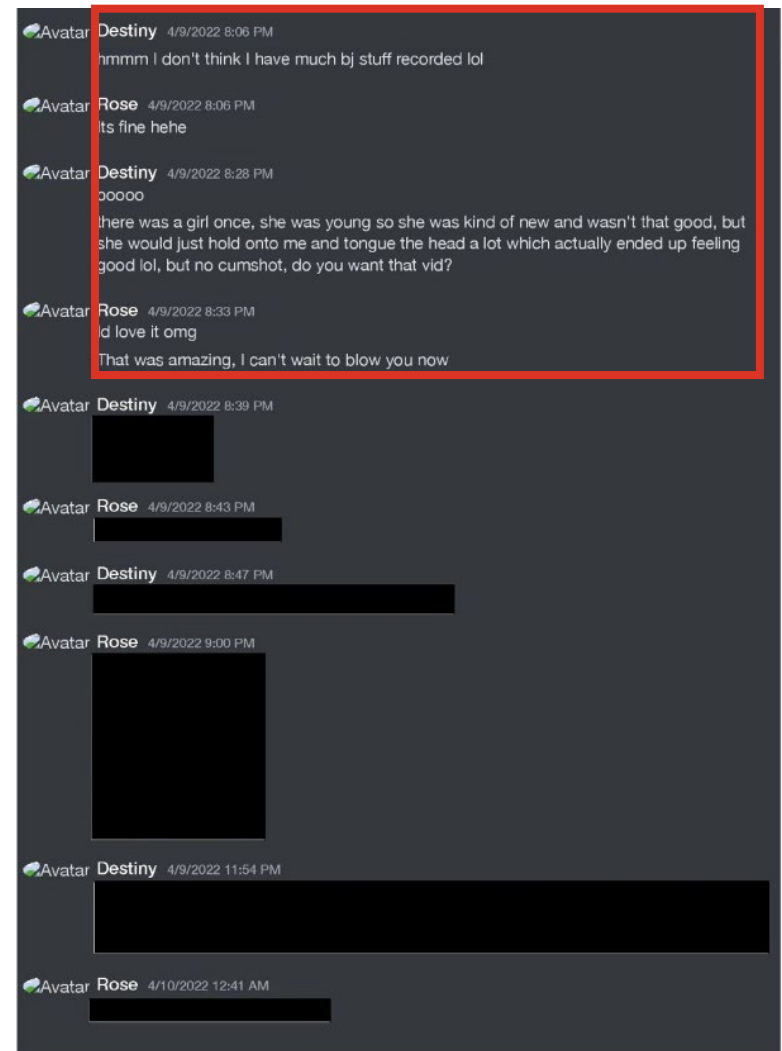 Avatar Destiny 4/9/2022 8:06 PM
hmmm I don't think I have much bj stuff recorded lol
Avatar Rose 4/9/2022 8:06 PM
Its fine hehe
Avatar Destiny 4/9/2022 8:28 PM
ooooo
there was a girl once, she was young so she was kind of new and wasn't that good, but
she would just hold onto me and tongue the head a lot which actually ended up feeling
good lol, but no cumshot, do you want that vid?
Avatar Rose 4/9/2022 8:33 PM
Id love it omg
That was amazing, I can't wait to blow you now
Avatar Destiny 4/9/2022 8:39 PM
Avatar Rose 4/9/2022 8:43 PM
Avatar Destiny 4/9/2022 8:47 PM
Avatar Rose 4/9/2022 9:00 PM
Avatar Destiny 4/9/2022 11:54 PM
Avatar Rose 4/10/2022 12:41 AM